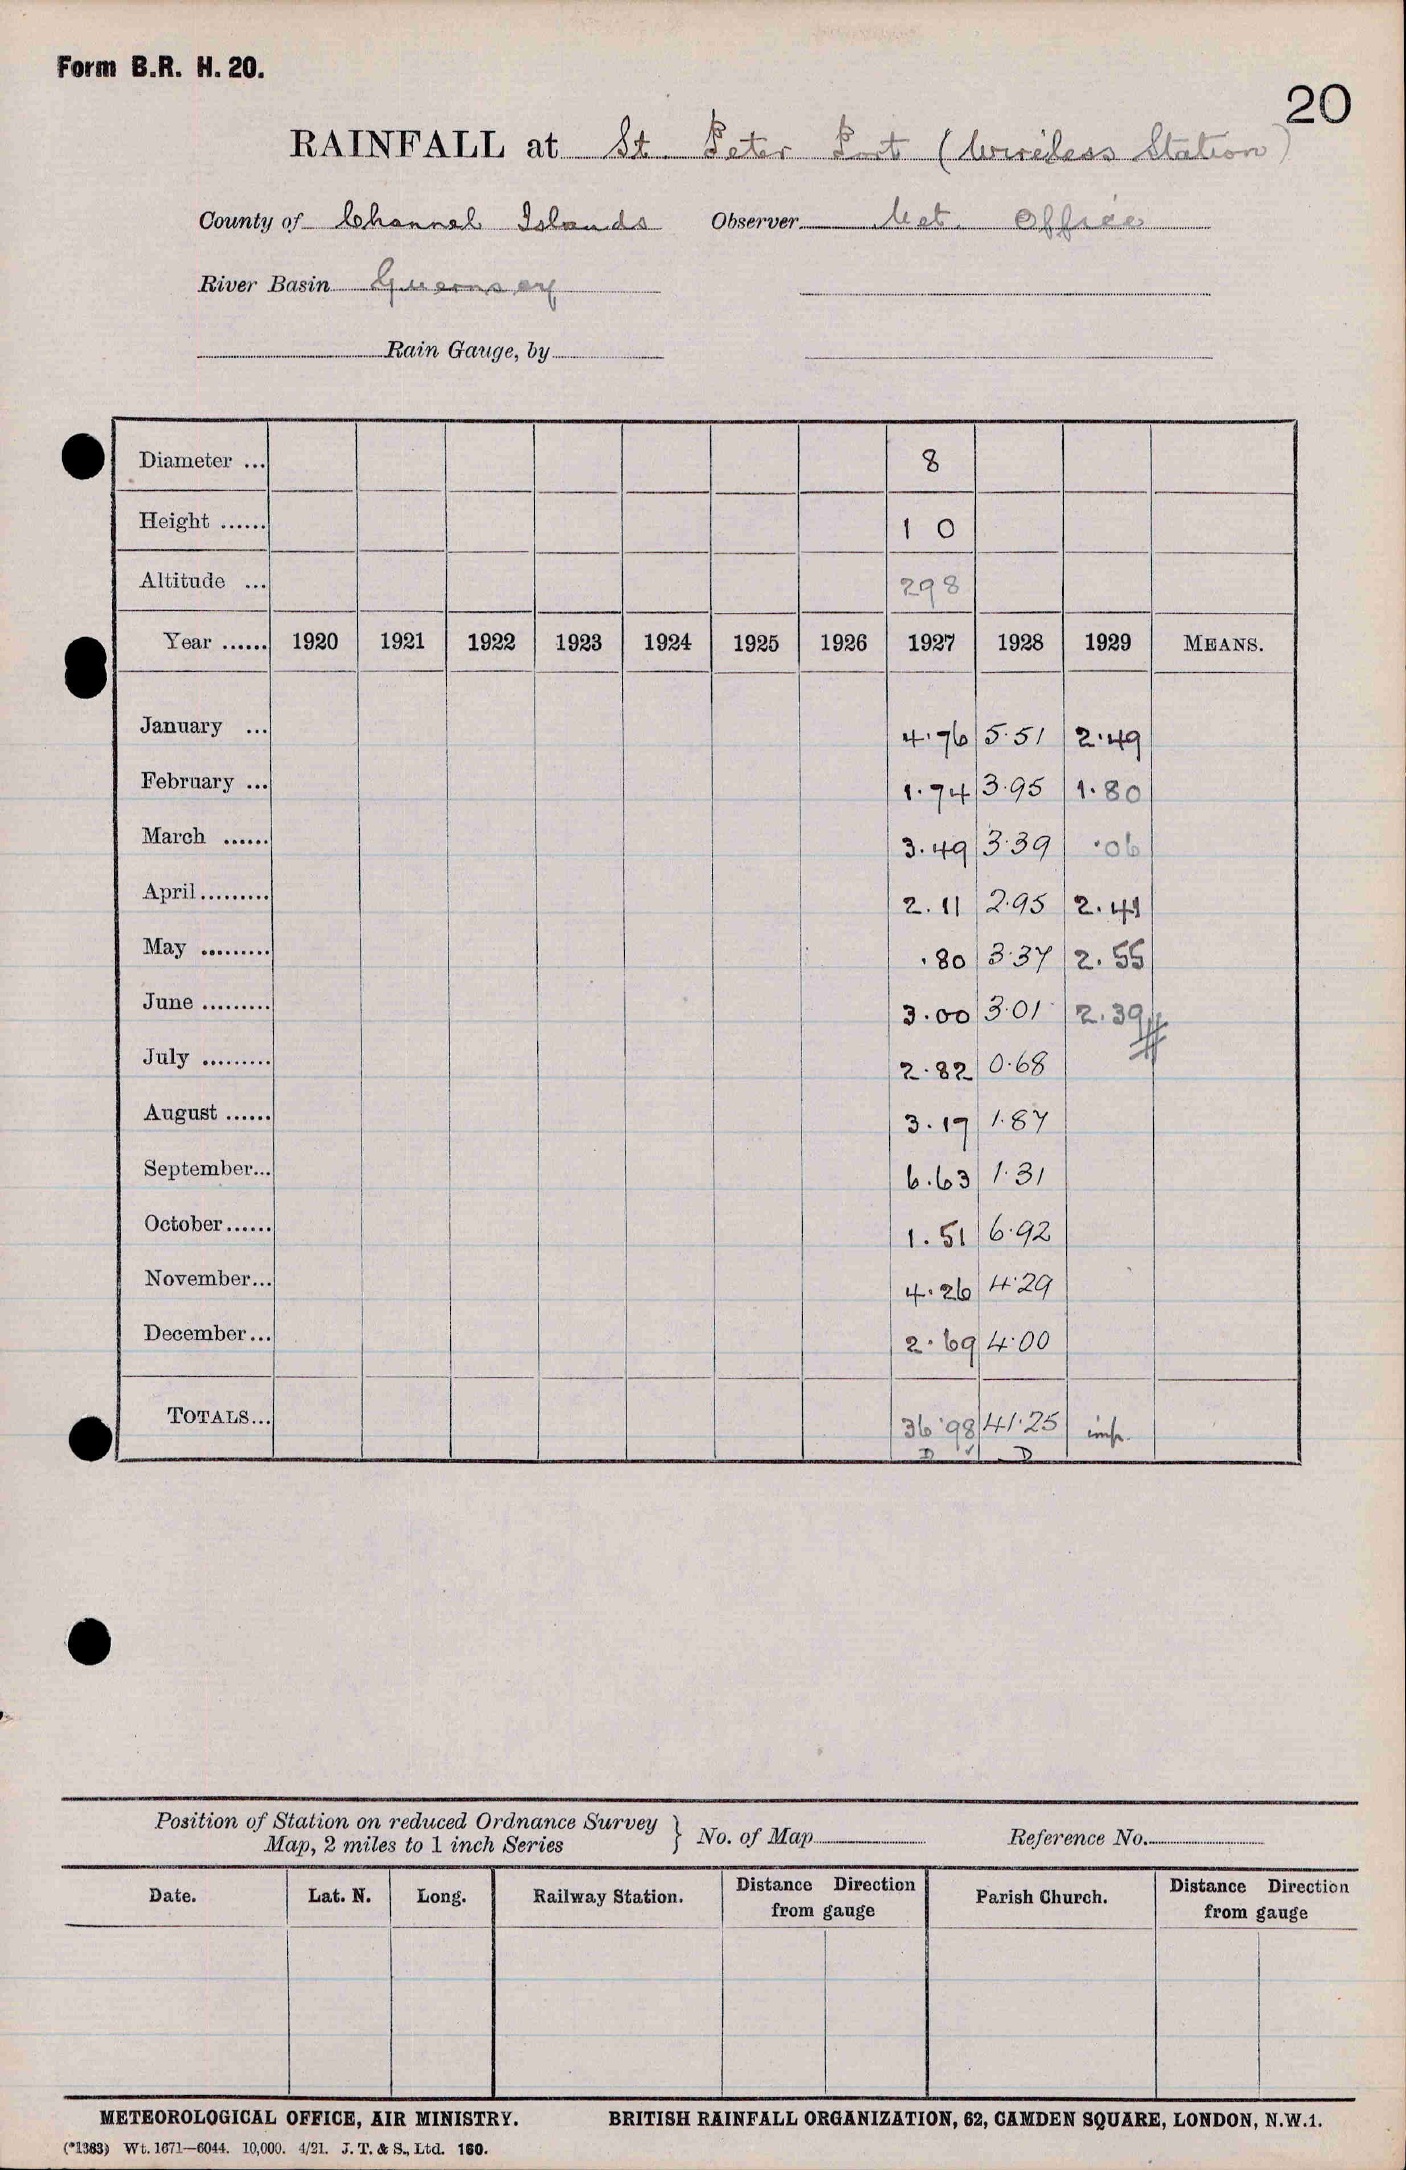 Form B.R. H. 20.
20
RAINFALL at St. Peter Port (Wireless Station)
County of Channel Islands Observer Met. Office
River Basin Guernsey
Rain Gauge, by
Diameter ... 8
Height ...... 1 0
Altitude ... 298
Year ...... 1920 1921 1922 1923 1924 1925 1926 1927 1928 1929 MEANS.
January ... 4.76 5.51 2.49
February ... 1.74 3.95 1.80
March ...... 3.49 3.39 .06
April......... 2.11 2.95 2.41
May ......... .80 3.37 2.55
June ......... 3.00 3.01 2.39
July ......... 2.82 0.68
August ...... 3.17 1.87
September... 6.63 1.31
October...... 1.51 6.92
November... 4.26 4.29
December... 2.69 4.00
TOTALS... 36.98 41.25 imp.
D ✓ D
Position of Station on reduced Ordnance Survey
Map, 2 miles to 1 inch Series } No. of Map Reference No.
Date. Lat. N. Long. Railway Station. Distance Direction from gauge Parish Church. Distance Direction from gauge
METEOROLOGICAL OFFICE, AIR MINISTRY. BRITISH RAINFALL ORGANIZATION, 62, CAMDEN SQUARE, LONDON, N.W.1.
(*1383) Wt. 1671—6044. 10,000. 4/21. J. T. & S., Ltd. 160.